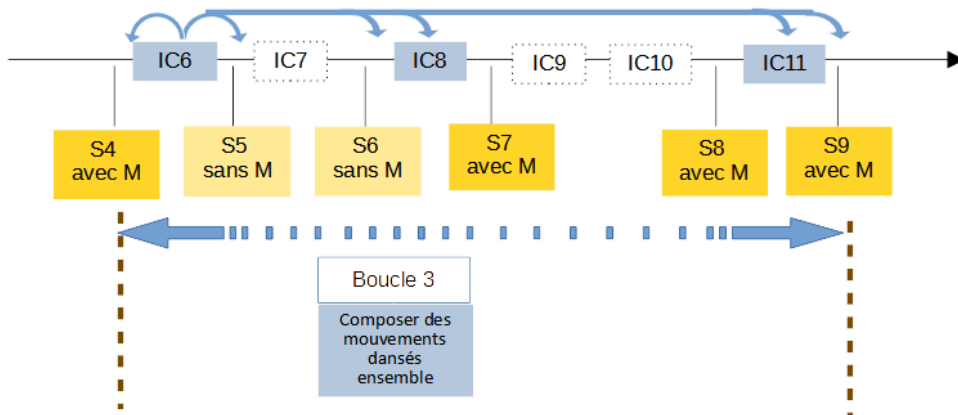 IC6
IC7
IC8
IC9
IC10
IC11
S4
avec M
S5
sans M
S6
sans M
S7
avec M
S8
avec M
S9
avec M
Boucle 3
Composer des
mouvements
dansés
ensemble